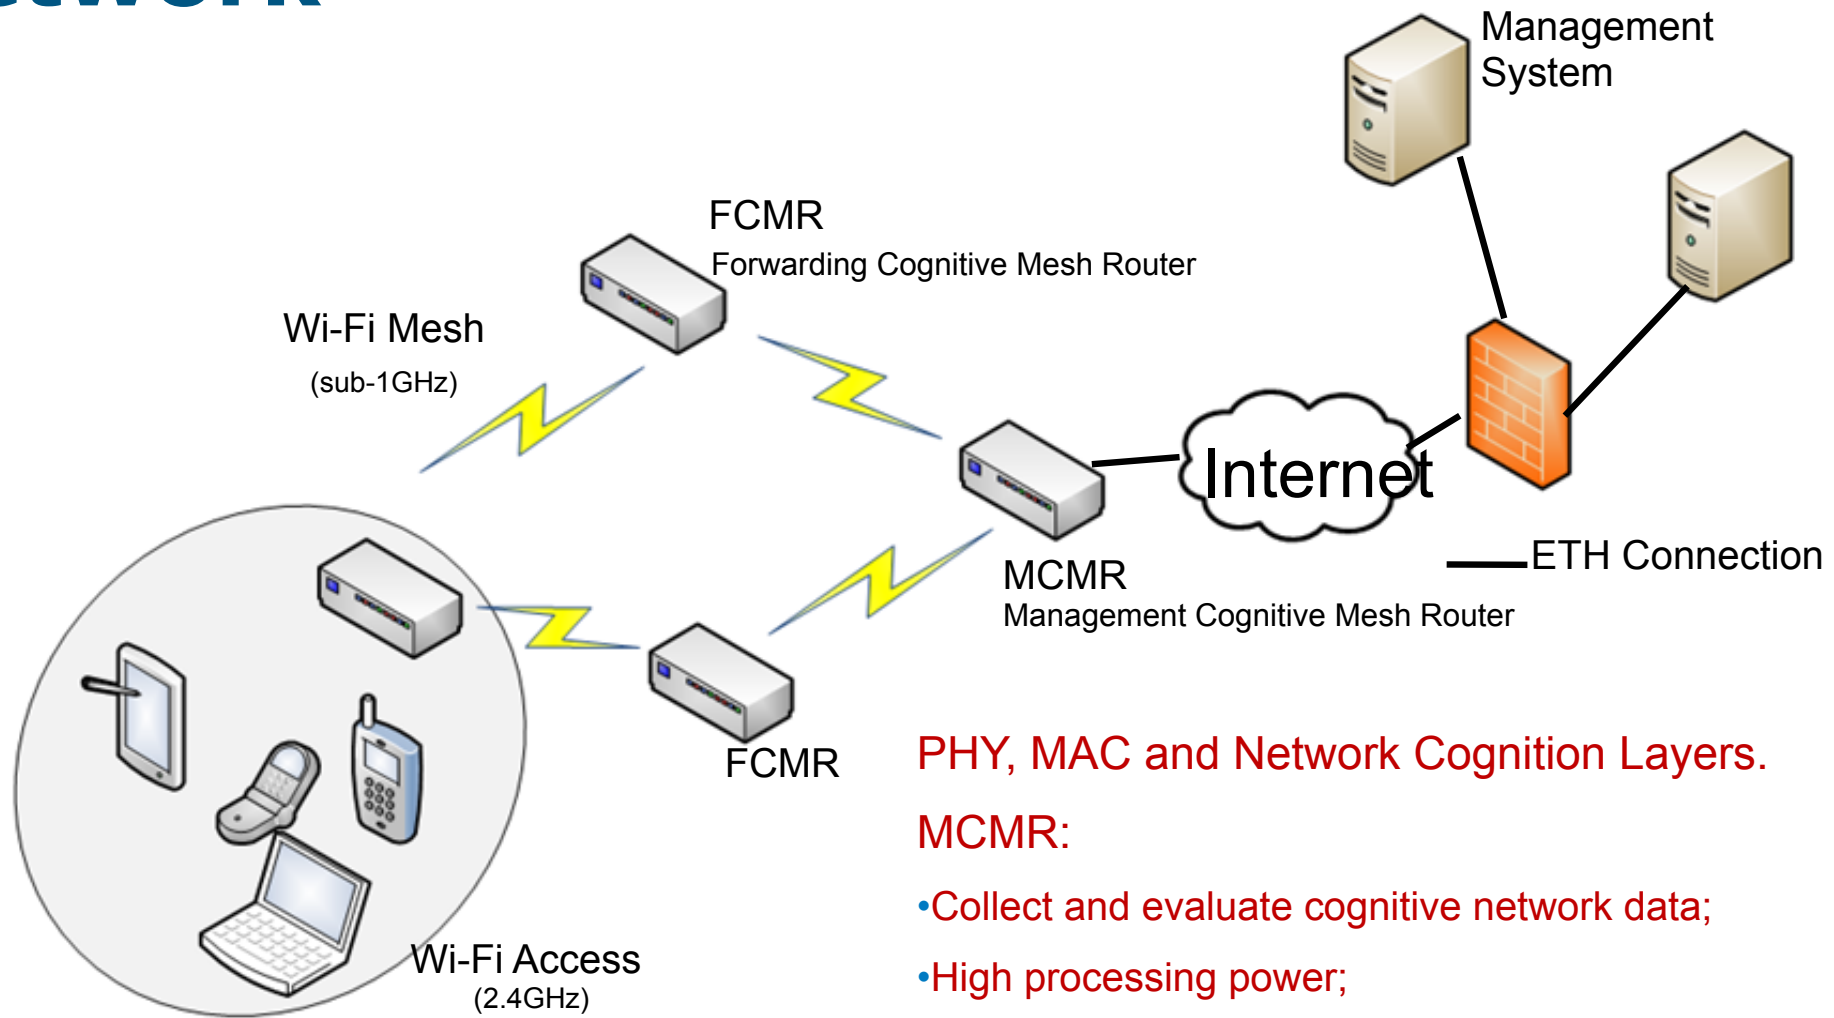 Management
System
FCMR
Forwarding Cognitive Mesh Router
Wi-Fi Mesh
(sub-1GHz)
Internet
ETH Connection
MCMR
Management Cognitive Mesh Router
FCMR
PHY, MAC and Network Cognition Layers.
MCMR:
•Collect and evaluate cognitive network data;
Wi-Fi Access
(2.4GHz)
•High processing power;